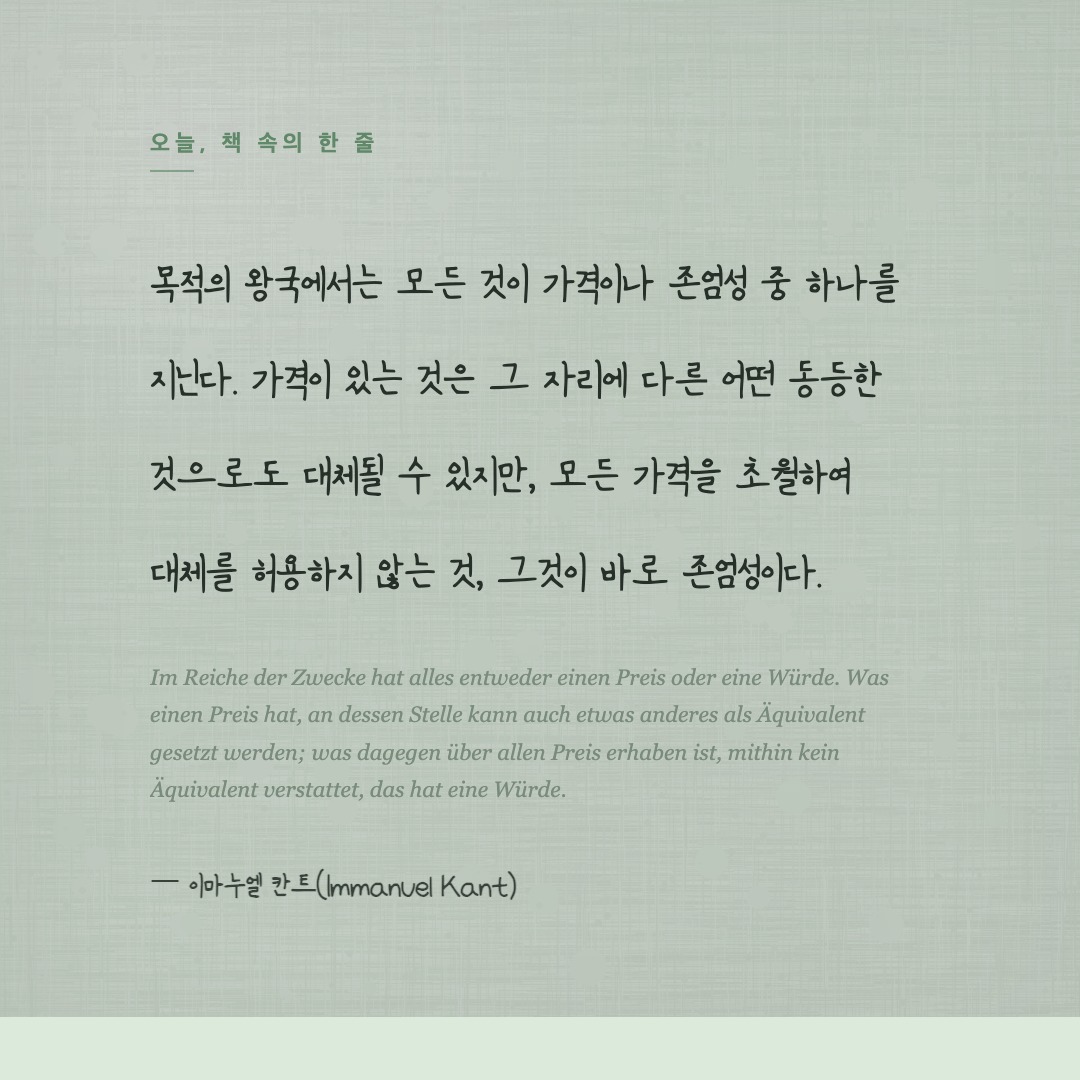 오늘, 책 속의 한 줄
목적의 왕국에서는 모든 것이 가격이나 존엄성 중 하나를
지닌다. 가격이 있는 것은 그 자리에 다른 어떤 동등한
것으로도 대체될 수 있지만, 모든 가격을 초월하여
대체를 허용하지 않는 것, 그것이 바로 존엄성이다.
Im Reiche der Zwecke hat alles entweder einen Preis oder eine Würde. Was
einen Preis hat, an dessen Stelle kann auch etwas anderes als Äquivalent
gesetzt werden; was dagegen über allen Preis erhaben ist, mithin kein
Äquivalent verstattet, das hat eine Würde.
— 이마누엘 칸트(Immanuel Kant)